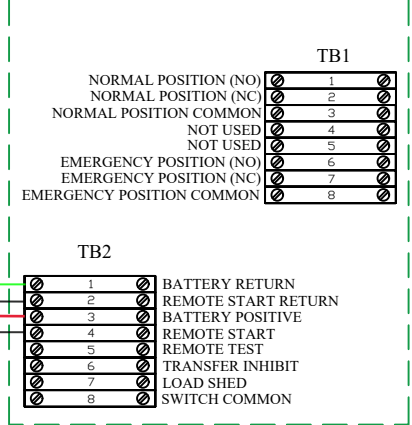 TB1
NORMAL POSITION (NO) 1
NORMAL POSITION (NC) 2
NORMAL POSITION COMMON 3
NOT USED 4
NOT USED 5
EMERGENCY POSITION (NO) 6
EMERGENCY POSITION (NC) 7
EMERGENCY POSITION COMMON 8
TB2
1 BATTERY RETURN
2 REMOTE START RETURN
3 BATTERY POSITIVE
4 REMOTE START
5 REMOTE TEST
6 TRANSFER INHIBIT
7 LOAD SHED
8 SWITCH COMMON